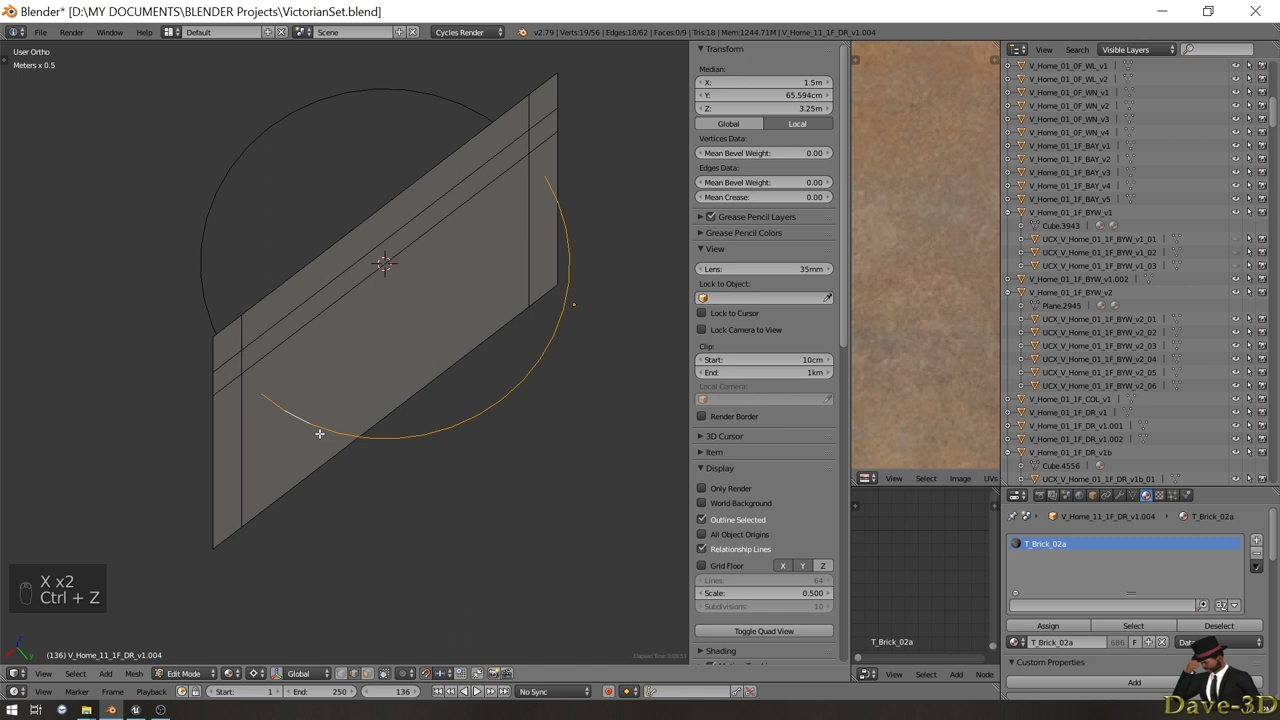 Blender* [D:\MY DOCUMENTS\BLENDER Projects\VictorianSet.blend]
File Render Window Help Default Scene Cycles Render v2.79 | Verts:19/56 | Edges:18/62 | Faces:0/9 | Tris:18 | Mem:1244.71M | V_Home_11_1F_DR_v1.004
User Ortho
Meters x 0.5
X x2
Ctrl + Z
(136) V_Home_11_1F_DR_v1.004
View Select Add Mesh Edit Mode Global
View Marker Frame Playback Start: 1 End: 250 136 No Sync
Transform
Median:
X: 1.5m
Y: 65.594cm
Z: 3.25m
Global Local
Vertices Data:
Mean Bevel Weight: 0.00
Edges Data:
Mean Bevel Weight: 0.00
Mean Crease: 0.00
Grease Pencil Layers
Grease Pencil Colors
View
Lens: 35mm
Lock to Object:
Lock to Cursor
Lock Camera to View
Clip:
Start: 10cm
End: 1km
Local Camera:
Render Border
3D Cursor
Item
Display
Only Render
World Background
Outline Selected
All Object Origins
Relationship Lines
Grid Floor X Y Z
Lines: 64
Scale: 0.500
Subdivisions: 10
Toggle Quad View
Shading
View Select Image UVs
T_Brick_02a
View Select Add Node
View Search Visible Layers
V_Home_01_0F_WL_v1
V_Home_01_0F_WL_v2
V_Home_01_0F_WN_v1
V_Home_01_0F_WN_v2
V_Home_01_0F_WN_v3
V_Home_01_0F_WN_v4
V_Home_01_1F_BAY_v1
V_Home_01_1F_BAY_v2
V_Home_01_1F_BAY_v3
V_Home_01_1F_BAY_v4
V_Home_01_1F_BAY_v5
V_Home_01_1F_BYW_v1
Cube.3943
UCX_V_Home_01_1F_BYW_v1_01
UCX_V_Home_01_1F_BYW_v1_02
UCX_V_Home_01_1F_BYW_v1_03
V_Home_01_1F_BYW_v1.002
V_Home_01_1F_BYW_v2
Plane.2945
UCX_V_Home_01_1F_BYW_v2_01
UCX_V_Home_01_1F_BYW_v2_02
UCX_V_Home_01_1F_BYW_v2_03
UCX_V_Home_01_1F_BYW_v2_04
UCX_V_Home_01_1F_BYW_v2_05
UCX_V_Home_01_1F_BYW_v2_06
V_Home_01_1F_COL_v1
V_Home_01_1F_DR_v1
V_Home_01_1F_DR_v1.001
V_Home_01_1F_DR_v1.002
V_Home_01_1F_DR_v1b
Cube.4556
UCX_V_Home_01_1F_DR_v1b_01
V_Home_11_1F_DR_v1.004 T_Brick_02a
T_Brick_02a
Assign Select Deselect
T_Brick_02a 686 F
Custom Properties
Add
Dave-3D